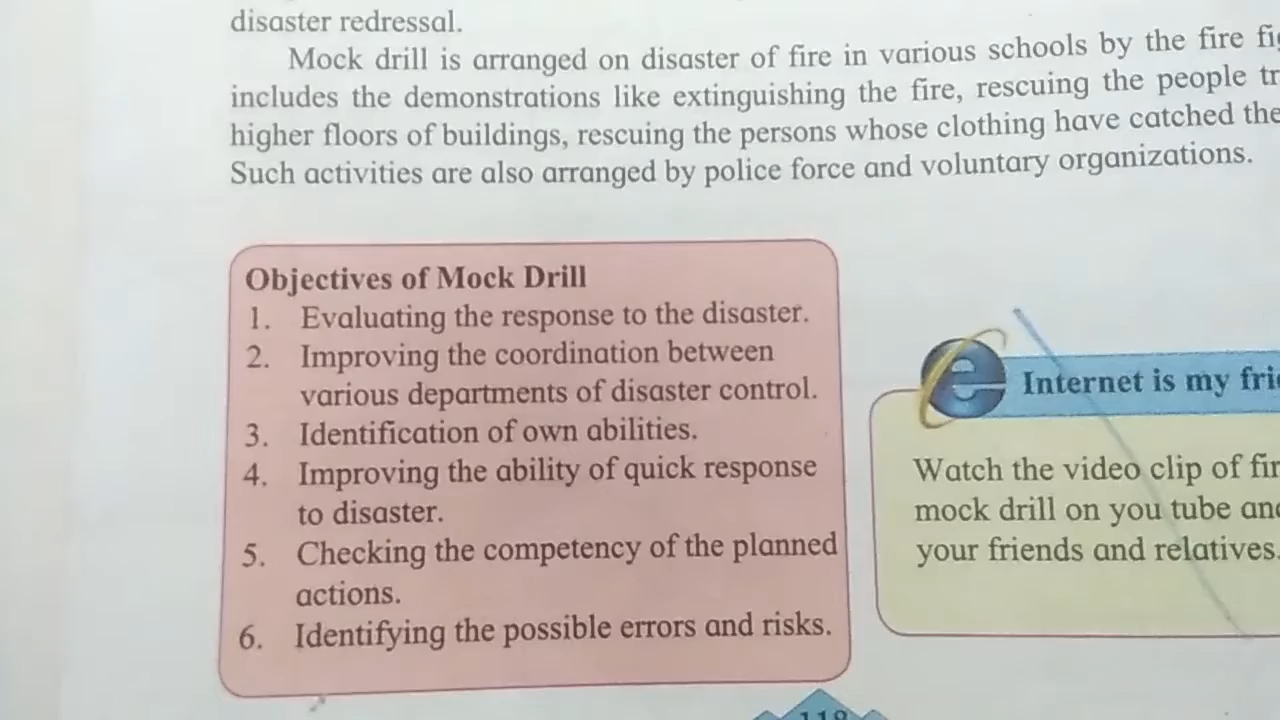 disaster redressal.
Mock drill is arranged on disaster of fire in various schools by the fire
includes the demonstrations like extinguishing the fire, rescuing the people
higher floors of buildings, rescuing the persons whose clothing have catched the
Such activities are also arranged by police force and voluntary organizations.
Objectives of Mock Drill
1. Evaluating the response to the disaster.
2. Improving the coordination between
various departments of disaster control.
3. Identification of own abilities.
4. Improving the ability of quick response
to disaster.
5. Checking the competency of the planned
actions.
6. Identifying the possible errors and risks.
Internet is my
Watch the video clip of
mock drill on you tube
your friends and relatives.